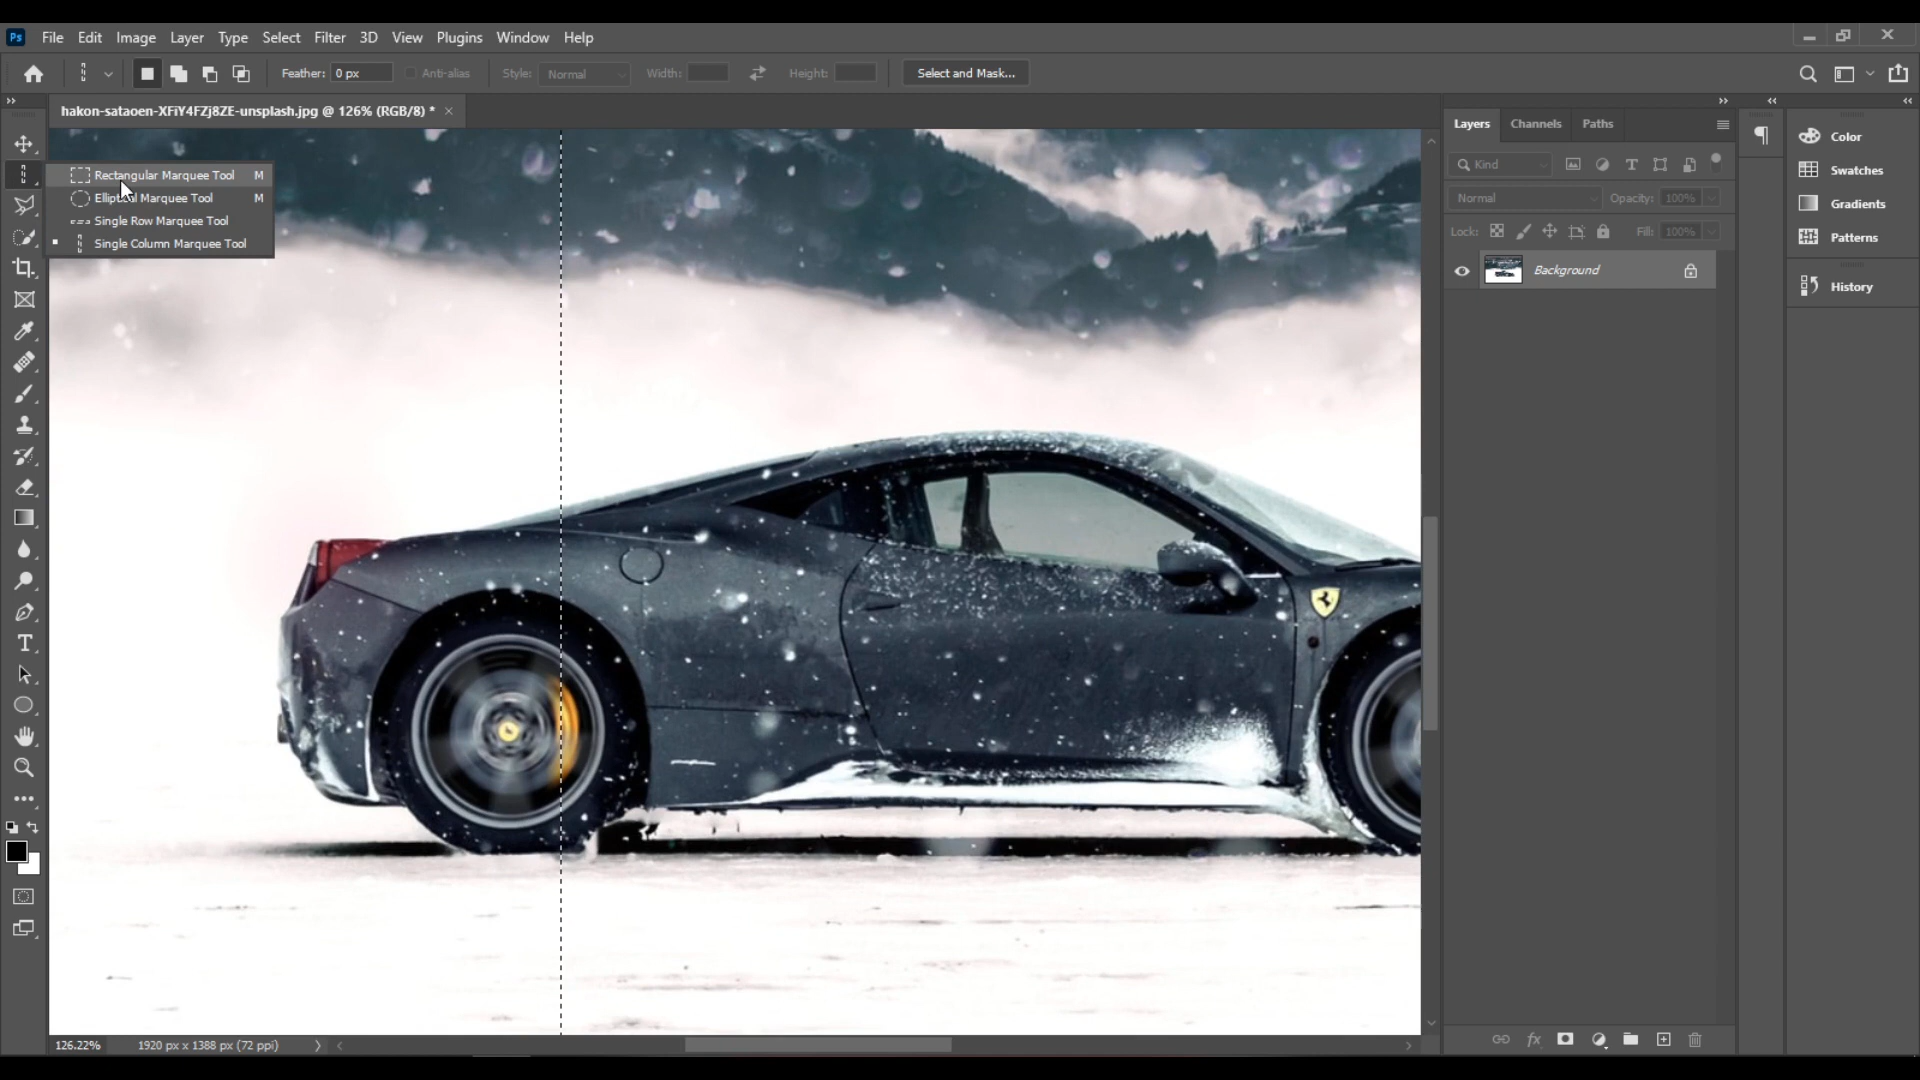 Ps File Edit Image Layer Type Select Filter 3D View Plugins Window Help
Feather: 0 px Anti-alias Style: Normal Width: Height: Select and Mask...
hakon-sataoen-XFiY4FZj8ZE-unsplash.jpg @ 126% (RGB/8) * ×
Rectangular Marquee Tool M
Elliptical Marquee Tool M
Single Row Marquee Tool
Single Column Marquee Tool
Layers Channels Paths
Kind
Normal Opacity: 100%
Lock: Fill: 100%
Background
Color
Swatches
Gradients
Patterns
History
126.22% 1920 px x 1388 px (72 ppi)
fx